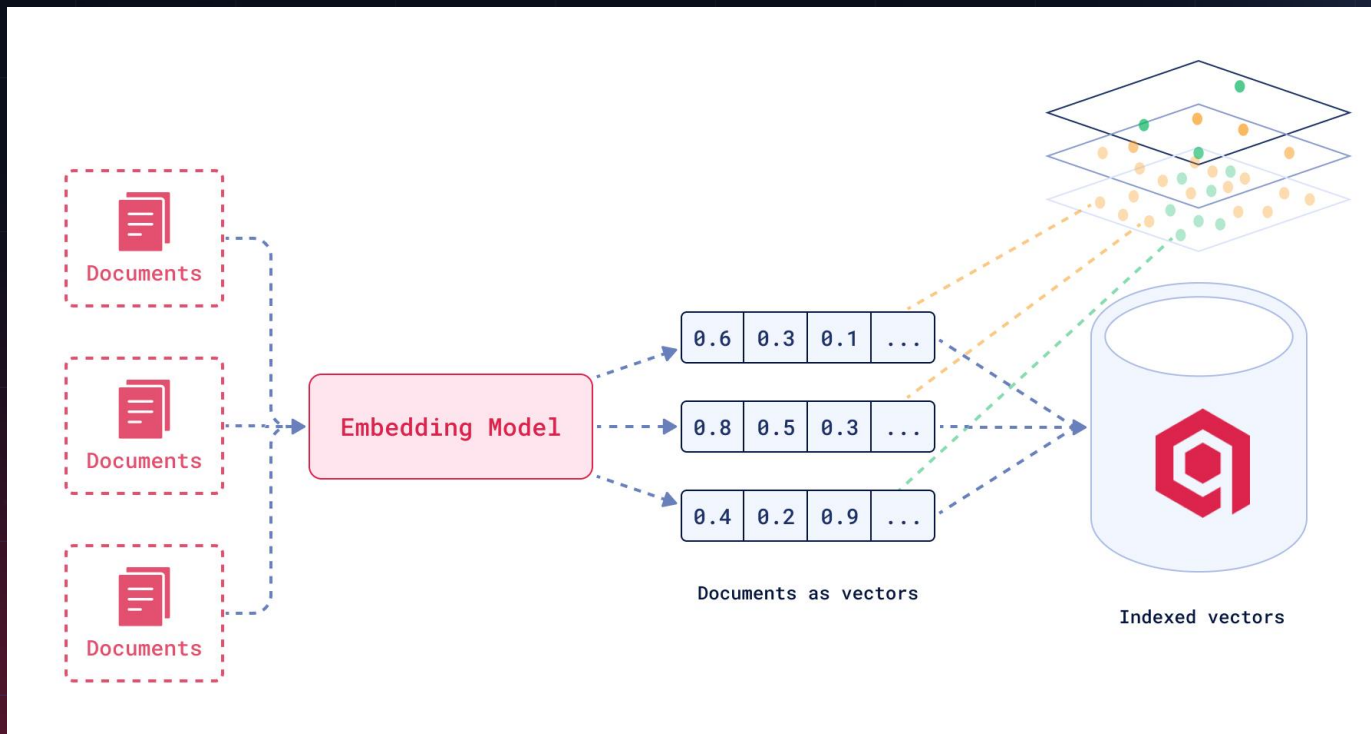 Documents
Documents
Documents
Embedding Model
0.6 0.3 0.1 ...
0.8 0.5 0.3 ...
0.4 0.2 0.9 ...
Documents as vectors
Indexed vectors